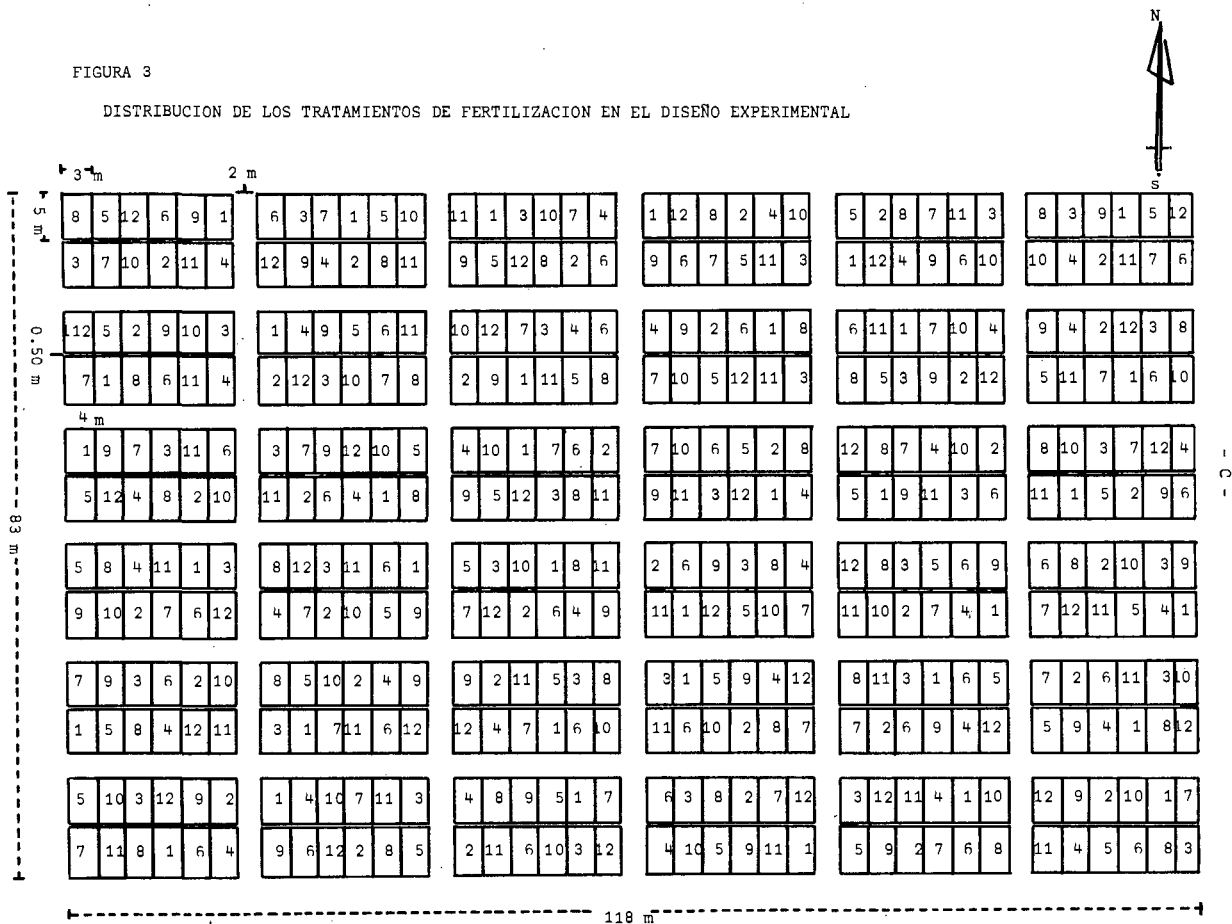 N
FIGURA 3
DISTRIBUCION DE LOS TRATAMIENTOS DE FERTILIZACION EN EL DISEÑO EXPERIMENTAL
3 m
2 m
S
5 m
8 5 12 6 9 1 6 3 7 1 5 10 11 1 3 10 7 4 1 12 8 2 4 10 5 2 8 7 11 3 8 3 9 1 5 12
3 7 10 2 11 4 12 9 4 2 8 11 9 5 12 8 2 6 9 6 7 5 11 3 1 12 4 9 6 10 10 4 2 11 7 6
12 5 2 9 10 3 1 4 9 5 6 11 10 12 7 3 4 6 4 9 2 6 1 8 6 11 1 7 10 4 9 4 2 12 3 8
0.50 m
7 1 8 6 11 4 2 12 3 10 7 8 2 9 1 11 5 8 7 10 5 12 11 3 8 5 3 9 2 12 5 11 7 1 6 10
4 m
1 9 7 3 11 6 3 7 9 12 10 5 4 10 1 7 6 2 7 10 6 5 2 8 12 8 7 4 10 2 8 10 3 7 12 4
5 12 4 8 2 10 11 2 6 4 1 8 9 5 12 3 8 11 9 11 3 12 1 4 5 1 9 11 3 6 11 1 5 2 9 6
- C -
83 m
5 8 4 11 1 3 8 12 3 11 6 1 5 3 10 1 8 11 2 6 9 3 8 4 12 8 3 5 6 9 6 8 2 10 3 9
9 10 2 7 6 12 4 7 2 10 5 9 7 12 2 6 4 9 11 1 12 5 10 7 11 10 2 7 4 1 7 12 11 5 4 1
7 9 3 6 2 10 8 5 10 2 4 9 9 2 11 5 3 8 3 1 5 9 4 12 8 11 3 1 6 5 7 2 6 11 3 10
1 5 8 4 12 11 3 1 7 11 6 12 12 4 7 1 6 10 11 6 10 2 8 7 7 2 6 9 4 12 5 9 4 1 8 12
5 10 3 12 9 2 1 4 10 7 11 3 4 8 9 5 1 7 6 3 8 2 7 12 3 12 11 4 1 10 12 9 2 10 1 7
7 11 8 1 6 4 9 6 12 2 8 5 2 11 6 10 3 12 4 10 5 9 11 1 5 9 2 7 6 8 11 4 5 6 8 3
118 m